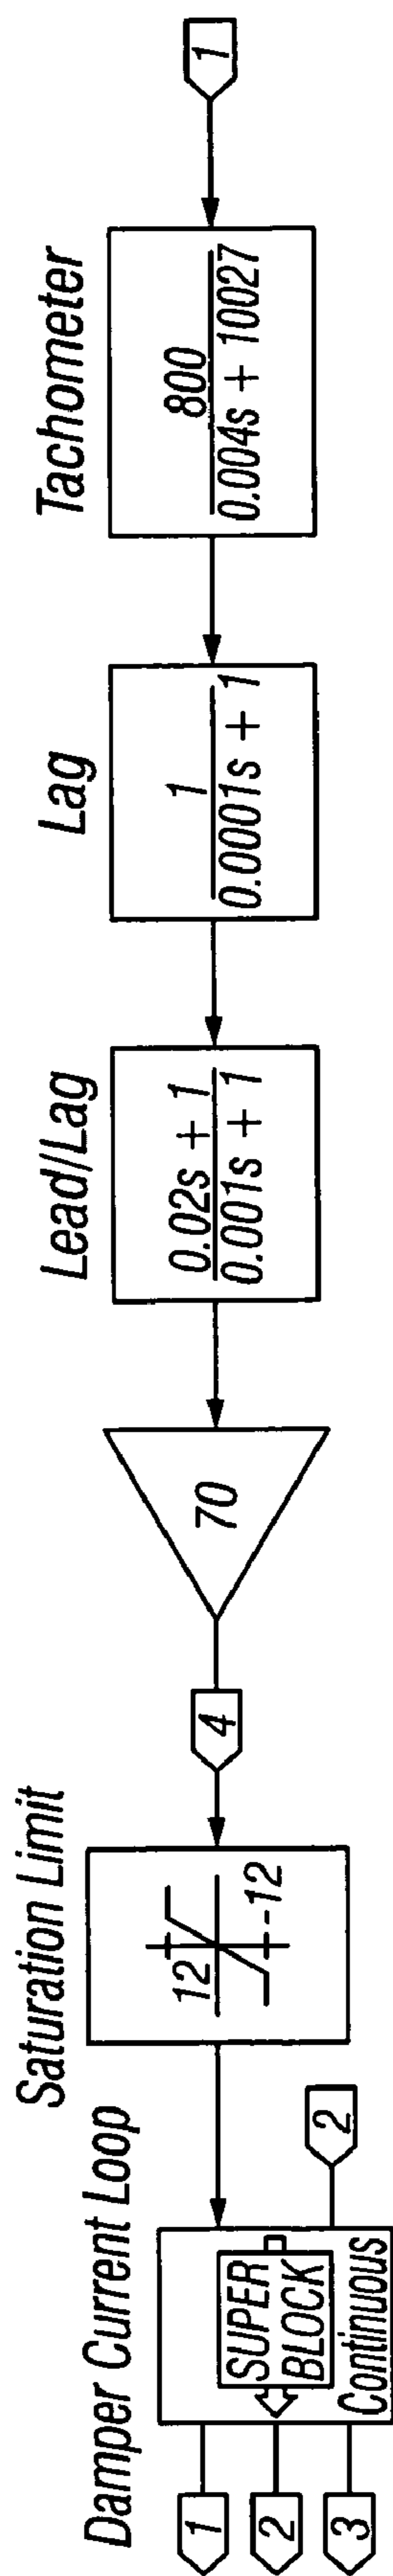 Damper Current Loop
1
2
3
SUPER
BLOCK
Continuous
2
Saturation Limit
12
-12
4
70
Lead/Lag
0.02s + 1
0.001s + 1
Lag
1
0.0001s + 1
Tachometer
800
0.004s + 10027
1